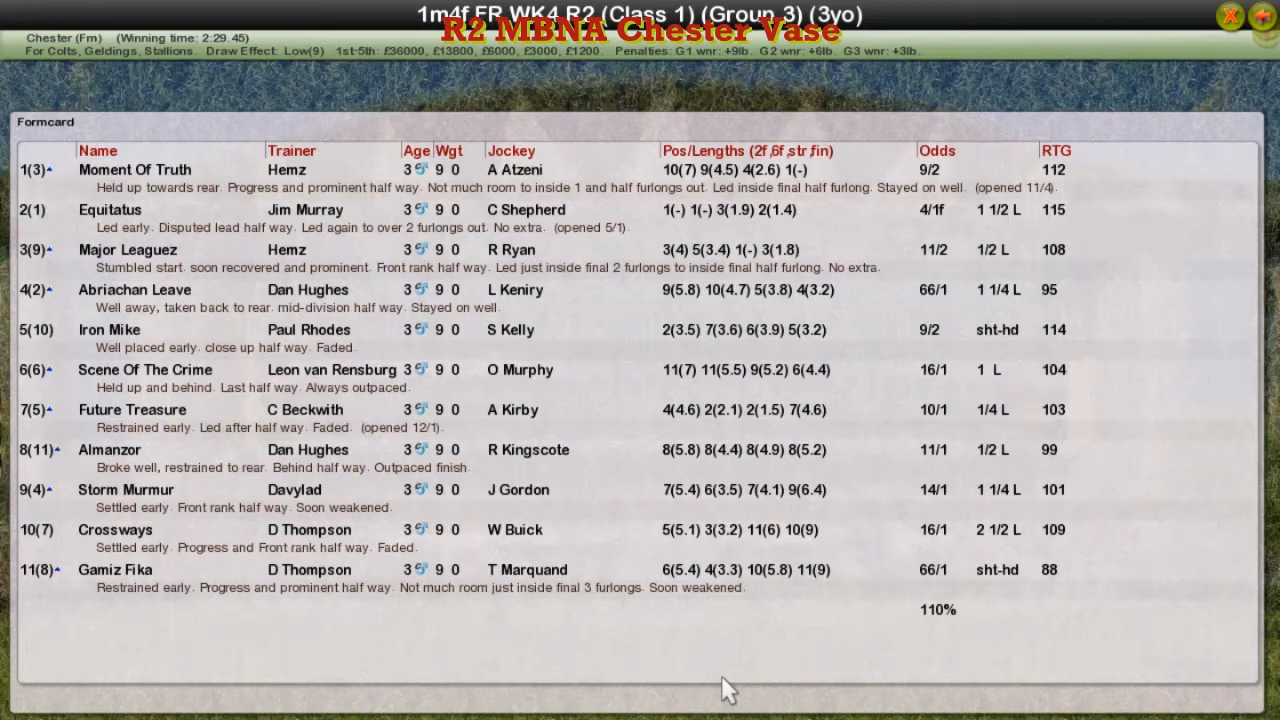 1m4f FR WK4 R2 (Class 1) (Group 3) (3yo)
R2 MBNA Chester Vase
Chester (Fm) (Winning time: 2:29.45)
For Colts, Geldings, Stallions. Draw Effect: Low(9) 1st-5th: £36000, £13800, £6000, £3000, £1200. Penalties: G1 wnr: +9lb. G2 wnr: +6lb. G3 wnr: +3lb.
Formcard
Name Trainer Age Wgt Jockey Pos/Lengths (2f,6f,str,fin) Odds RTG
1(3) Moment Of Truth Hemz 3 9 0 A Atzeni 10(7) 9(4.5) 4(2.6) 1(-) 9/2 112
Held up towards rear. Progress and prominent half way. Not much room to inside 1 and half furlongs out. Led inside final half furlong. Stayed on well. (opened 11/4).
2(1) Equitatus Jim Murray 3 9 0 C Shepherd 1(-) 1(-) 3(1.9) 2(1.4) 4/1f 1 1/2 L 115
Led early. Disputed lead half way. Led again to over 2 furlongs out. No extra. (opened 5/1).
3(9) Major Leaguez Hemz 3 9 0 R Ryan 3(4) 5(3.4) 1(-) 3(1.8) 11/2 1/2 L 108
Stumbled start. soon recovered and prominent. Front rank half way. Led just inside final 2 furlongs to inside final half furlong. No extra.
4(2) Abriachan Leave Dan Hughes 3 9 0 L Keniry 9(5.8) 10(4.7) 5(3.8) 4(3.2) 66/1 1 1/4 L 95
Well away, taken back to rear. mid-division half way. Stayed on well.
5(10) Iron Mike Paul Rhodes 3 9 0 S Kelly 2(3.5) 7(3.6) 6(3.9) 5(3.2) 9/2 sht-hd 114
Well placed early. close up half way. Faded.
6(6) Scene Of The Crime Leon van Rensburg 3 9 0 O Murphy 11(7) 11(5.5) 9(5.2) 6(4.4) 16/1 1 L 104
Held up and behind. Last half way. Always outpaced.
7(5) Future Treasure C Beckwith 3 9 0 A Kirby 4(4.6) 2(2.1) 2(1.5) 7(4.6) 10/1 1/4 L 103
Restrained early. Led after half way. Faded. (opened 12/1).
8(11) Almanzor Dan Hughes 3 9 0 R Kingscote 8(5.8) 8(4.4) 8(4.9) 8(5.2) 11/1 1/2 L 99
Broke well, restrained to rear. Behind half way. Outpaced finish.
9(4) Storm Murmur Davylad 3 9 0 J Gordon 7(5.4) 6(3.5) 7(4.1) 9(6.4) 14/1 1 1/4 L 101
Settled early. Front rank half way. Soon weakened.
10(7) Crossways D Thompson 3 9 0 W Buick 5(5.1) 3(3.2) 11(6) 10(9) 16/1 2 1/2 L 109
Settled early. Progress and Front rank half way. Faded.
11(8) Gamiz Fika D Thompson 3 9 0 T Marquand 6(5.4) 4(3.3) 10(5.8) 11(9) 66/1 sht-hd 88
Restrained early. Progress and prominent half way. Not much room just inside final 3 furlongs. Soon weakened.
110%